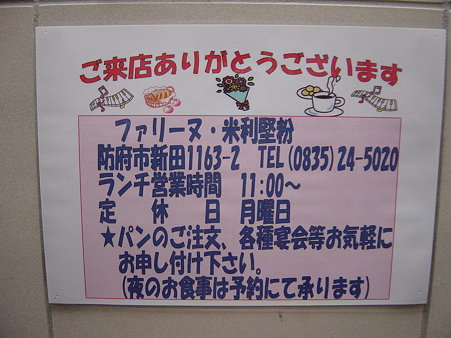 ご来店ありがとうございます
ファリーヌ・米利堅粉
防府市新田1163-2 TEL(0835)24-5020
ランチ営業時間 11:00～
定休日 月曜日
★パンのご注文、各種宴会等お気軽に
お申し付け下さい。
(夜のお食事は予約にて承ります)